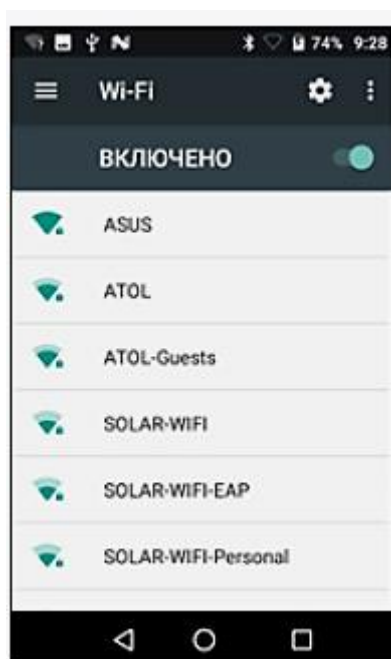 74% 9:28
Wi-Fi
ВКЛЮЧЕНО
ASUS
ATOL
ATOL-Guests
SOLAR-WIFI
SOLAR-WIFI-EAP
SOLAR-WIFI-Personal